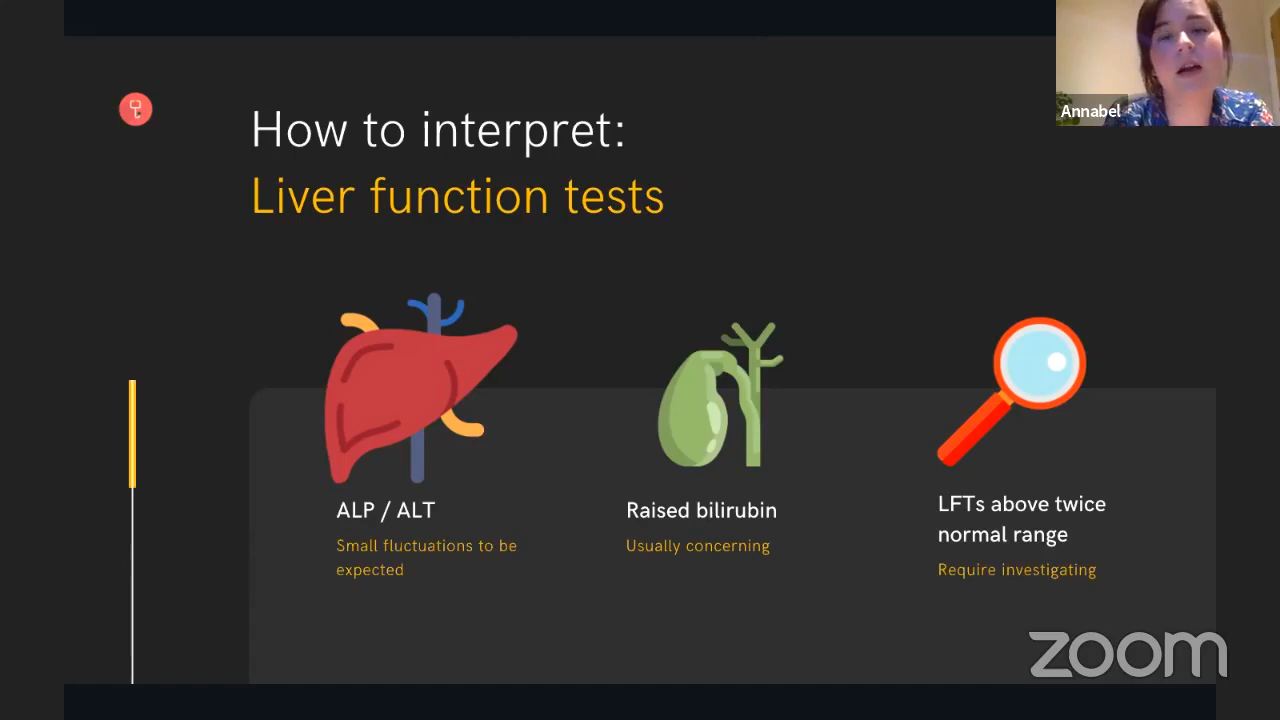 Annabel
How to interpret:
Liver function tests
ALP / ALT
Small fluctuations to be
expected
Raised bilirubin
Usually concerning
LFTs above twice
normal range
Require investigating
zoom